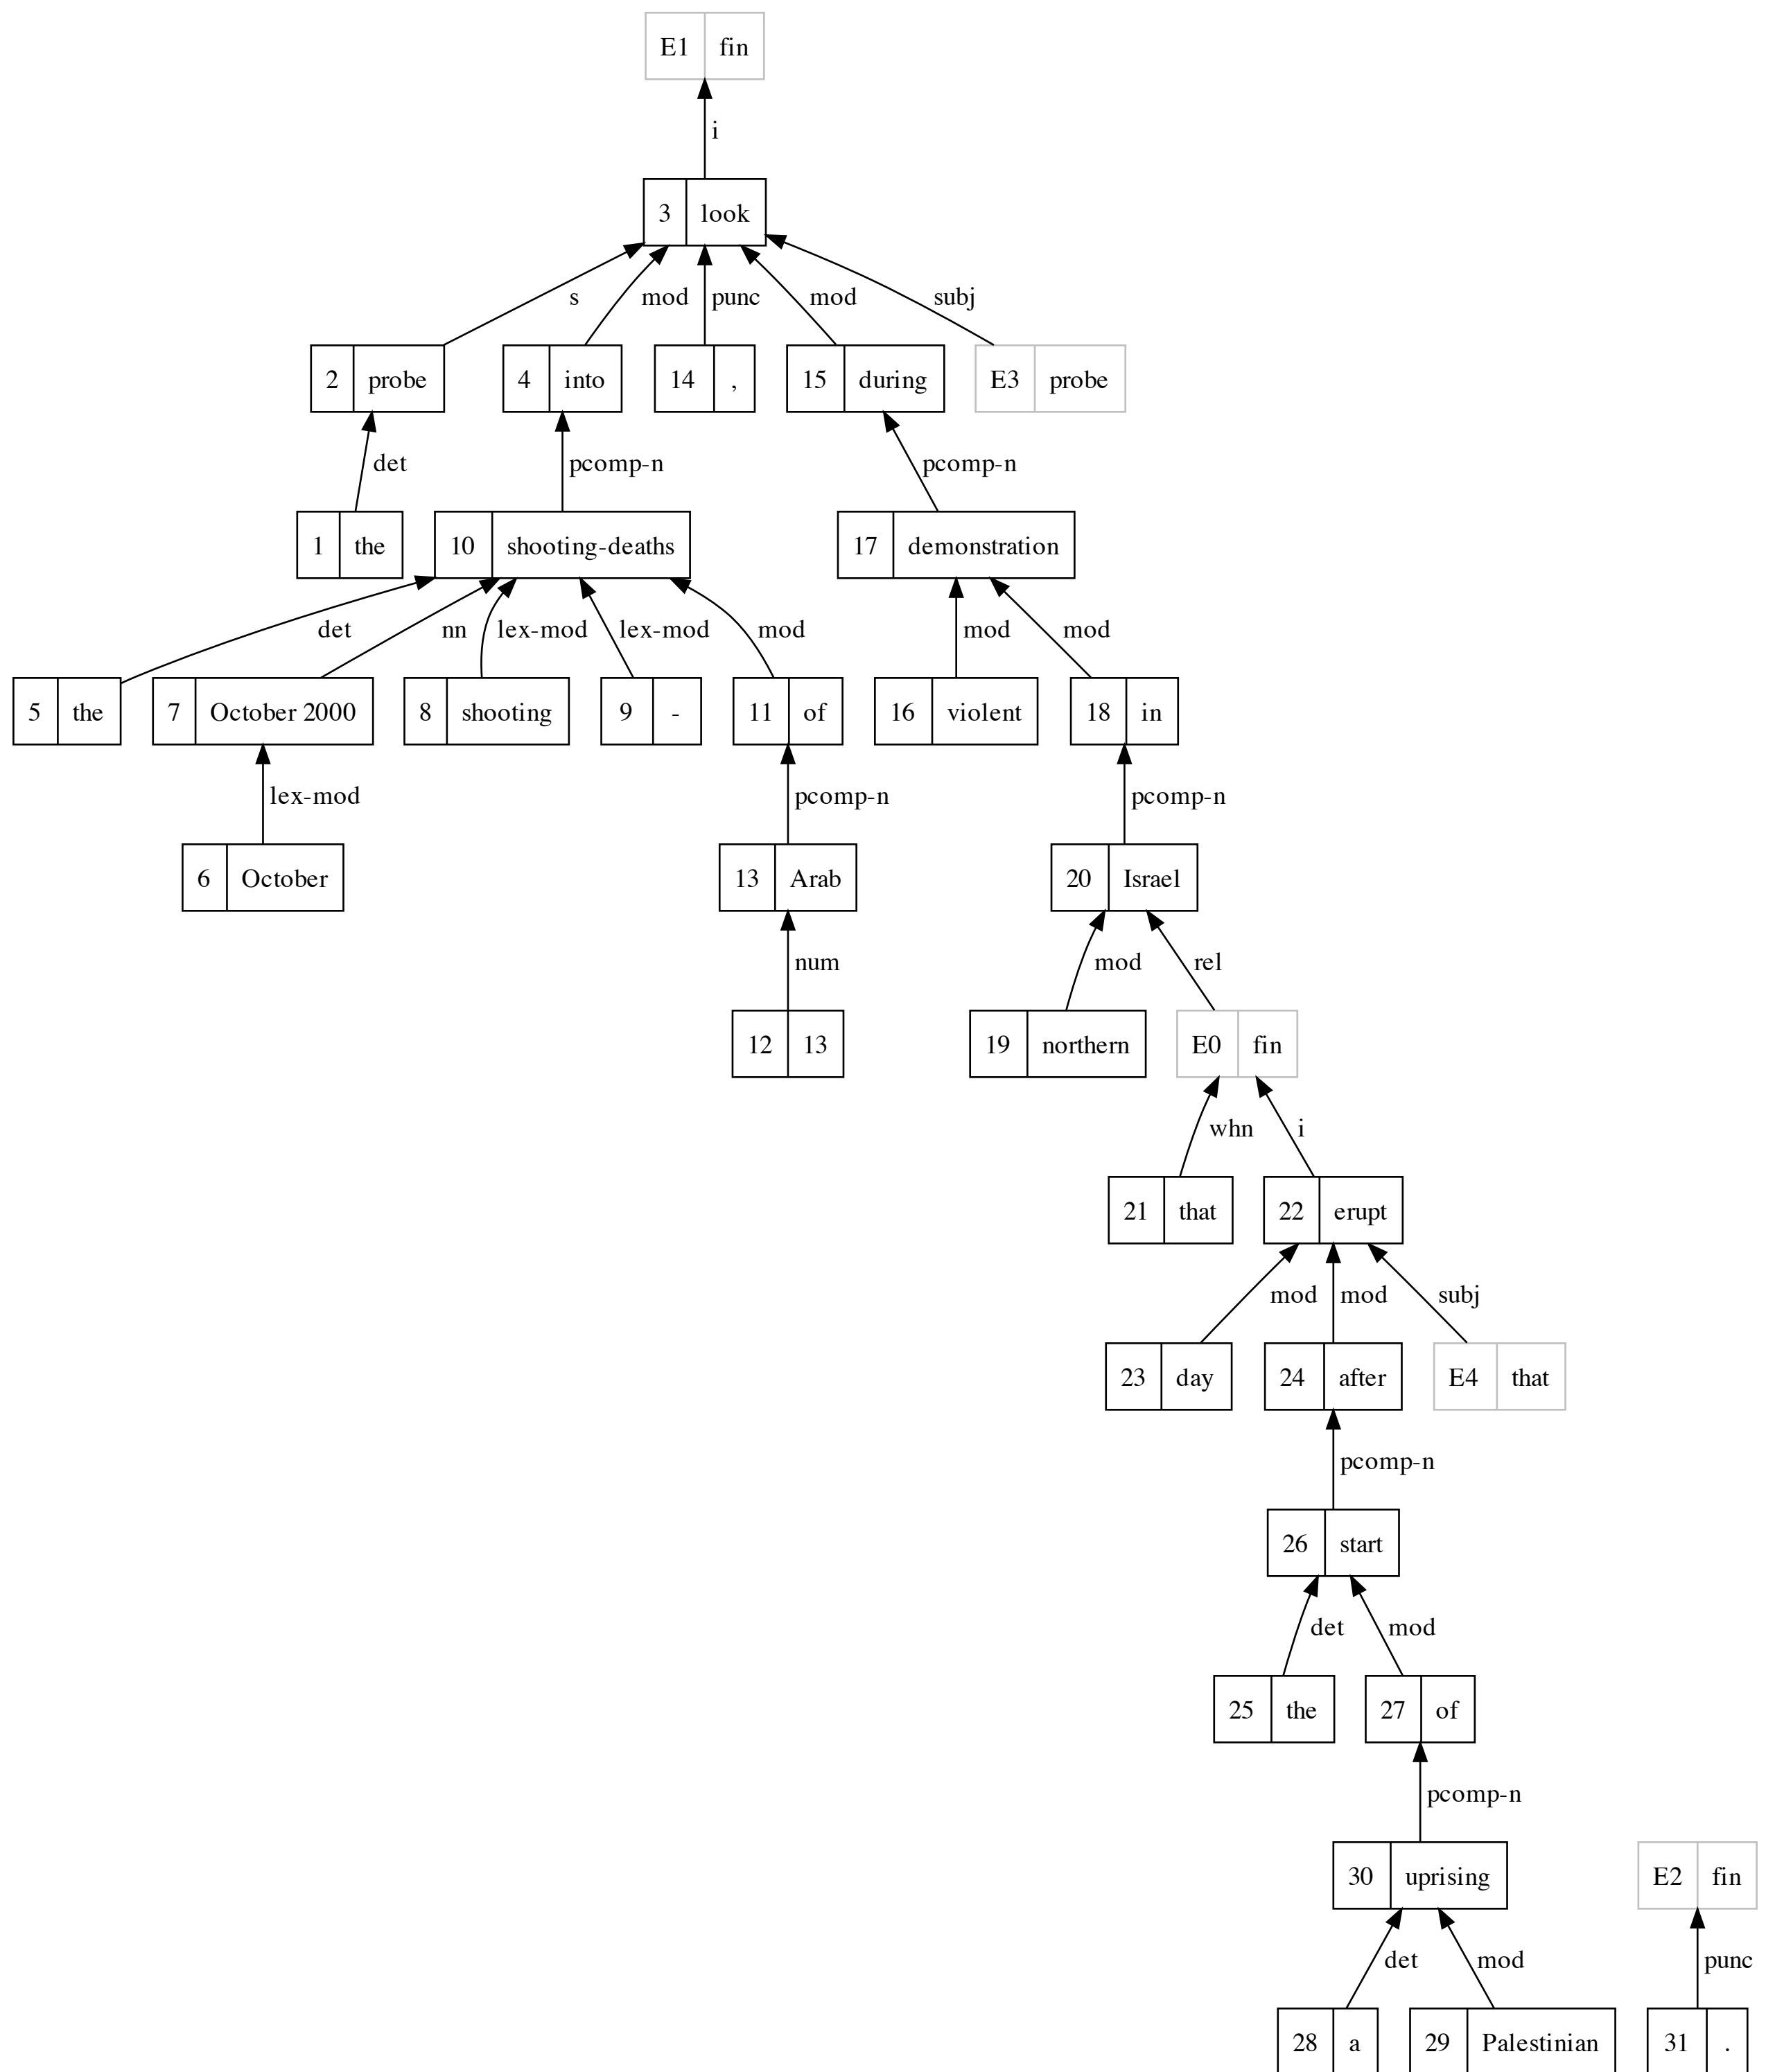 E1 fin
i
3 look
s mod punc mod subj
2 probe 4 into 14 , 15 during E3 probe
det pcomp-n pcomp-n
1 the 10 shooting-deaths 17 demonstration
det nn lex-mod lex-mod mod mod mod
5 the 7 October 2000 8 shooting 9 - 11 of 16 violent 18 in
lex-mod pcomp-n pcomp-n
6 October 13 Arab 20 Israel
num mod rel
12 13 19 northern E0 fin
whn i
21 that 22 erupt
mod mod subj
23 day 24 after E4 that
pcomp-n
26 start
det mod
25 the 27 of
pcomp-n
30 uprising E2 fin
det mod punc
28 a 29 Palestinian 31 .